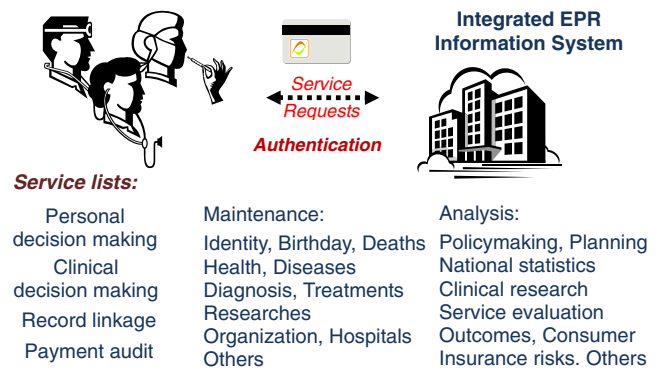 Integrated EPR
Information System
Service
Requests
Authentication
Service lists:
Personal
decision making
Clinical
decision making
Record linkage
Payment audit
Maintenance:
Identity, Birthday, Deaths
Health, Diseases
Diagnosis, Treatments
Researches
Organization, Hospitals
Others
Analysis:
Policymaking, Planning
National statistics
Clinical research
Service evaluation
Outcomes, Consumer
Insurance risks. Others